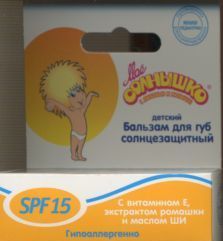 Моё
СОЛНЫШКО
детский
Бальзам для губ
солнцезащитный
SPF 15
С витамином Е,
экстрактом ромашки
и маслом ШИ
Гипоаллергенно